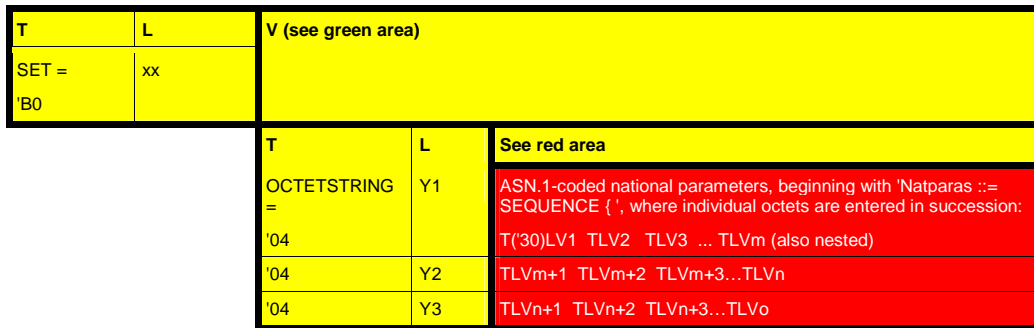 T L V (see green area)
SET = xx
'B0
T L See red area
OCTETSTRING Y1 ASN.1-coded national parameters, beginning with 'Natparas ::=
= SEQUENCE { ', where individual octets are entered in succession:
'04 T('30)LV1 TLV2 TLV3 ... TLVm (also nested)
'04 Y2 TLVm+1 TLVm+2 TLVm+3…TLVn
'04 Y3 TLVn+1 TLVn+2 TLVn+3…TLVo